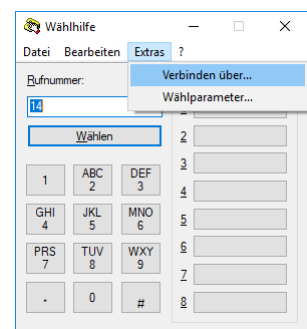 Wählhilfe
Datei Bearbeiten Extras ?
Rufnummer:
Verbinden über...
Wählparameter...
14
Wählen
2
3
4
5
6
7
8
1
ABC DEF
2 3
GHI JKL MNO
4 5 6
PRS TUV WXY
7 8 9
. 0 #